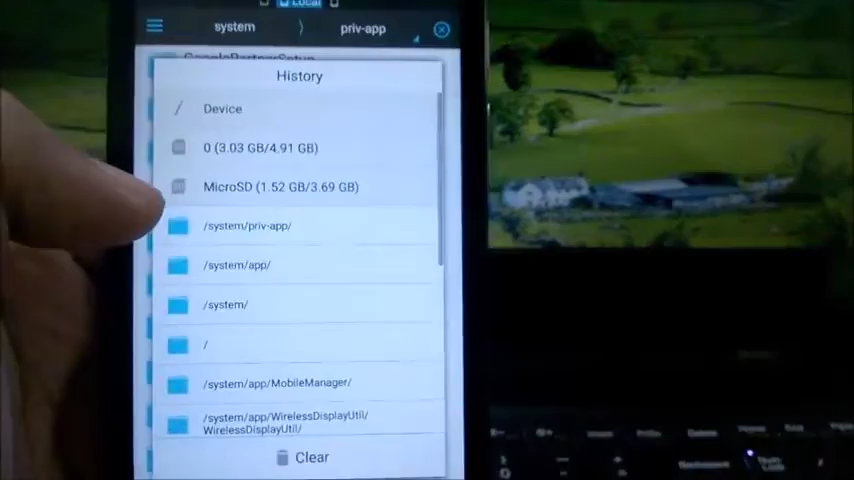 Local
system
priv-app
GooglePartnerSetup
History
Device
0 (3.03 GB/4.91 GB)
MicroSD (1.52 GB/3.69 GB)
/system/priv-app/
/system/app/
/system/
/
/system/app/MobileManager/
/system/app/WirelessDisplayUtil/
WirelessDisplayUtil/
Clear